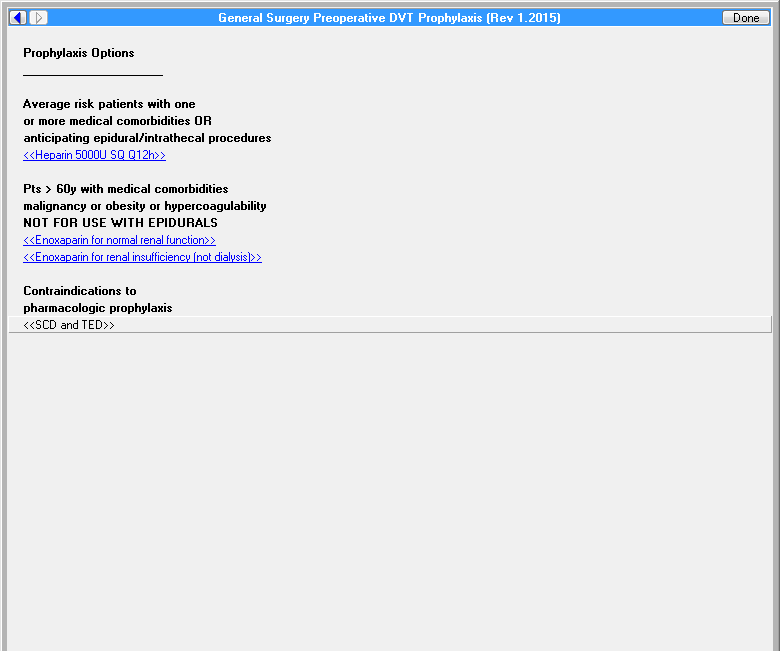 General Surgery Preoperative DVT Prophylaxis (Rev 1.2015)
Done
Prophylaxis Options
Average risk patients with one
or more medical comorbidities OR
anticipating epidural/intrathecal procedures
<<Heparin 5000U SQ Q12h>>
Pts > 60y with medical comorbidities
malignancy or obesity or hypercoagulability
NOT FOR USE WITH EPIDURALS
<<Enoxaparin for normal renal function>>
<<Enoxaparin for renal insufficiency (not dialysis)>>
Contraindications to
pharmacologic prophylaxis
<<SCD and TED>>